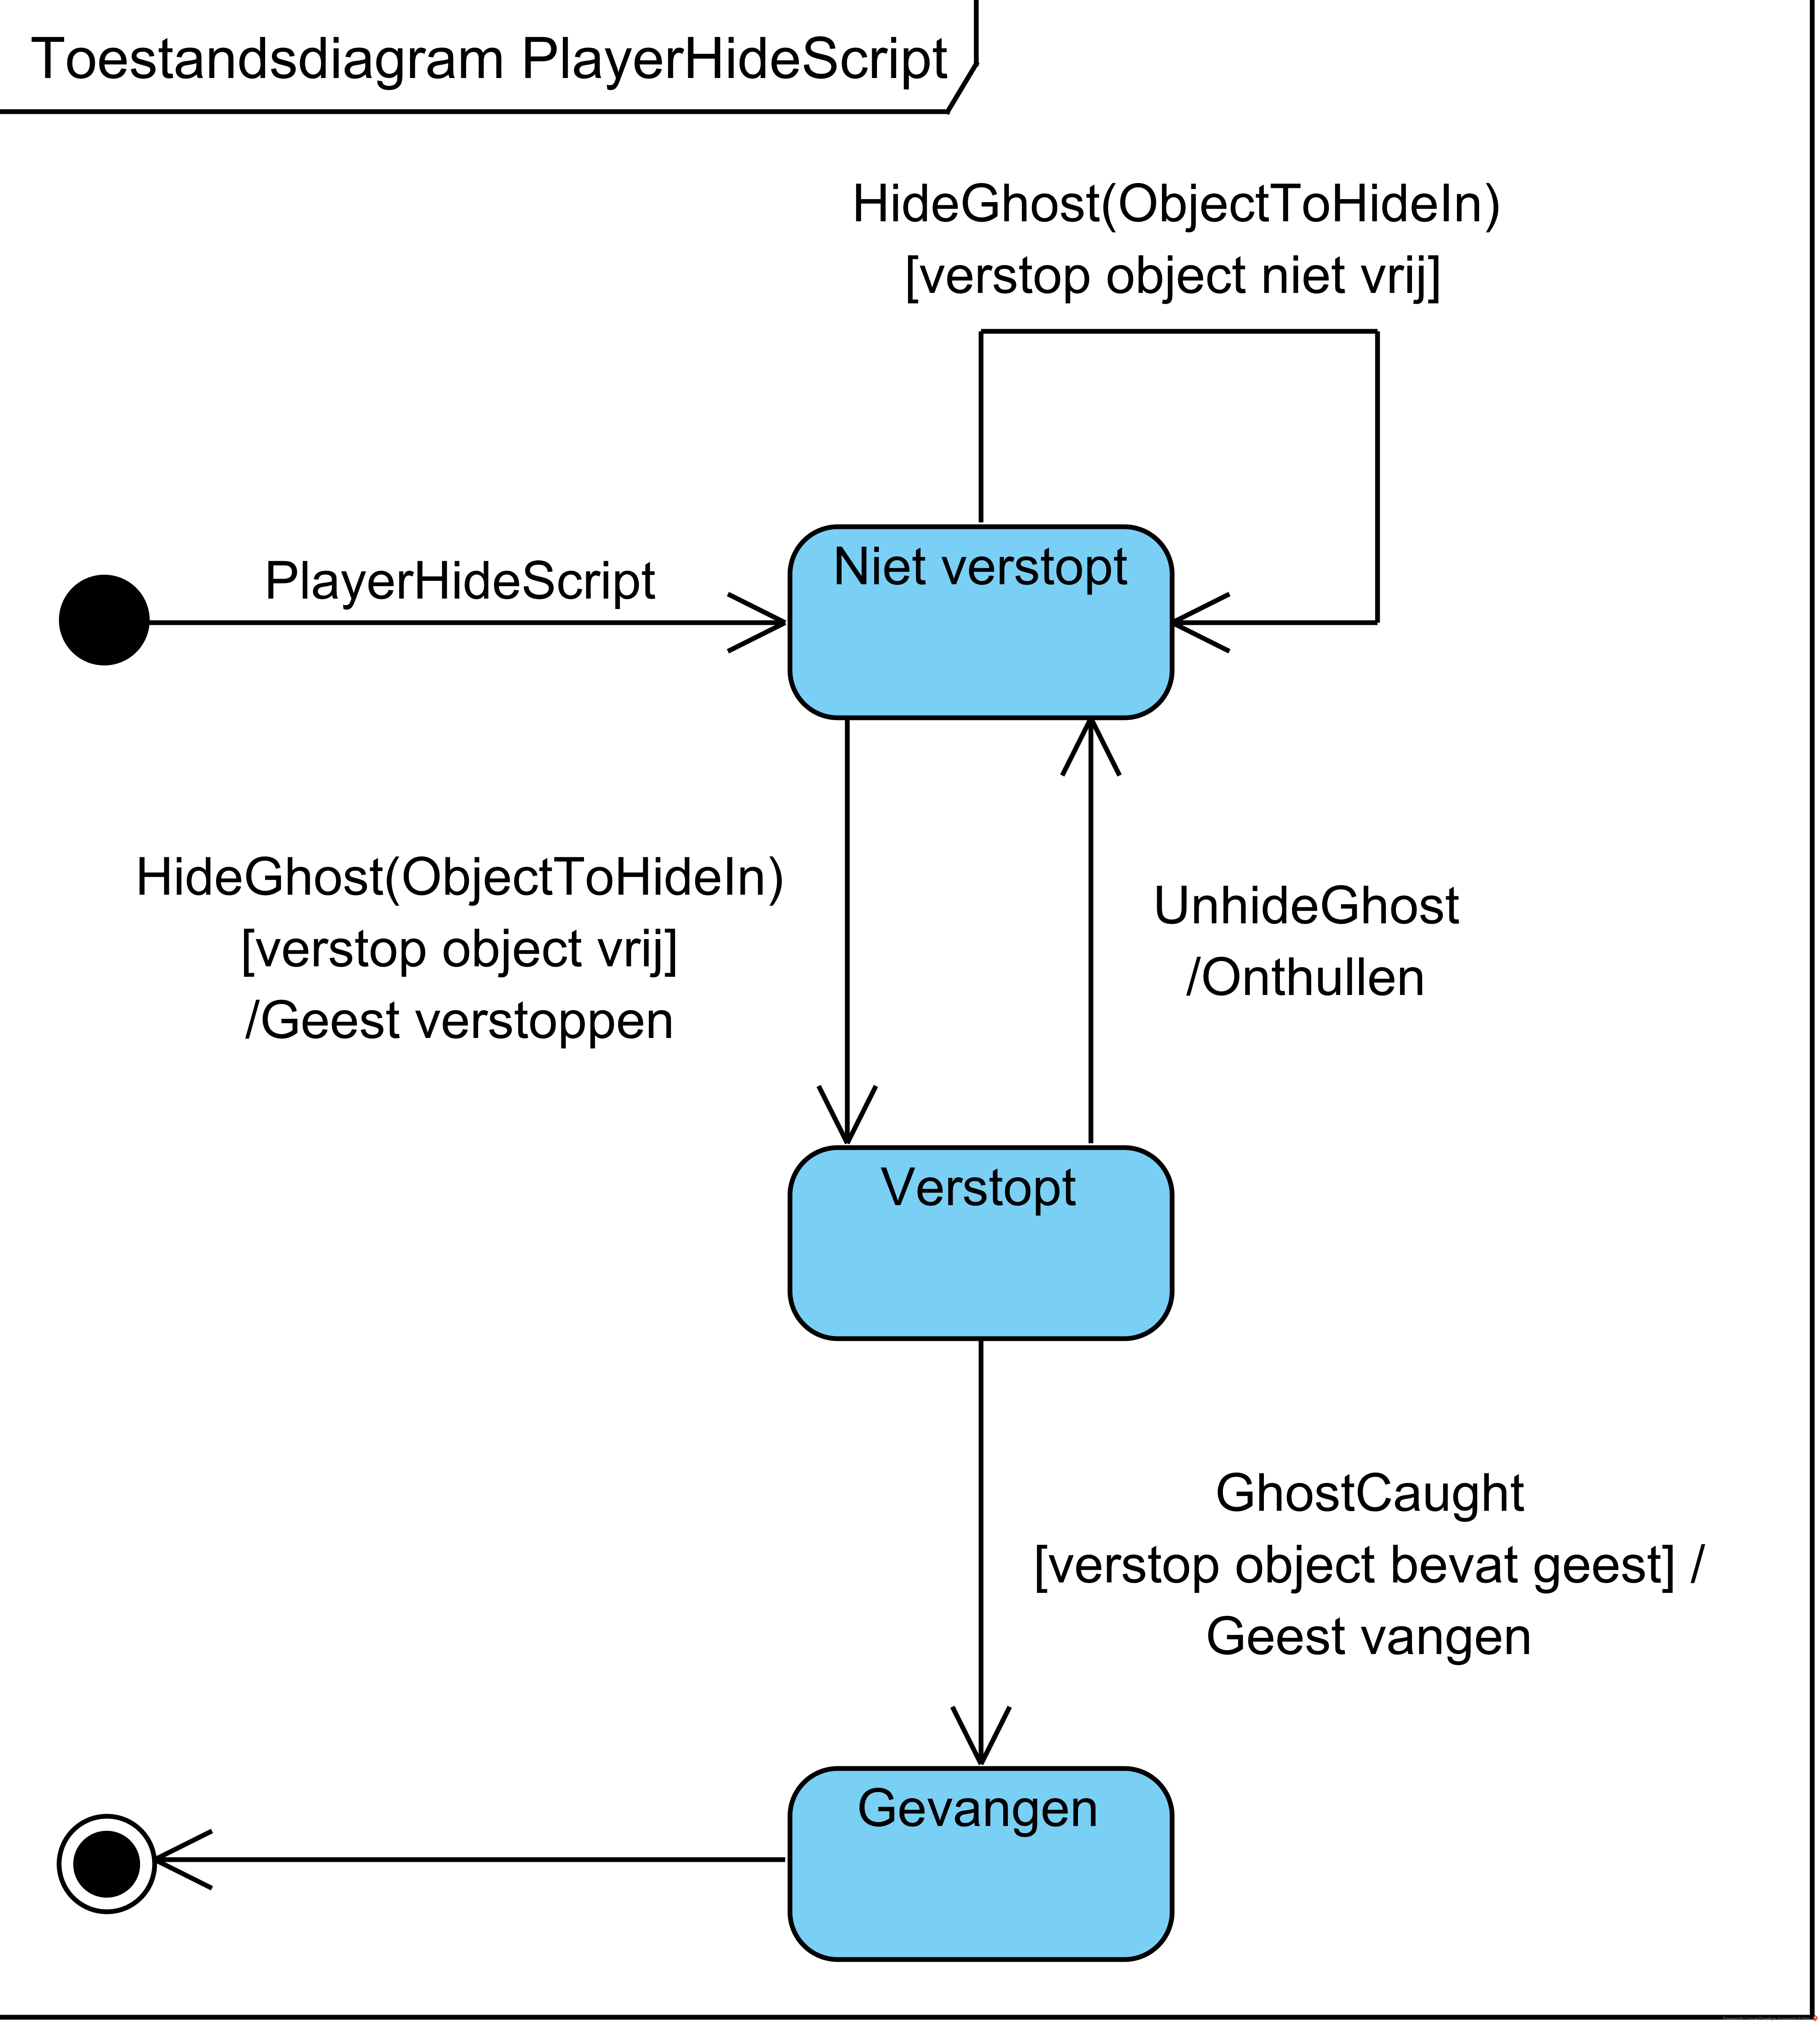 Toestandsdiagram PlayerHideScript
HideGhost(ObjectToHideIn)
[verstop object niet vrij]
PlayerHideScript
Niet verstopt
HideGhost(ObjectToHideIn)
[verstop object vrij]
/Geest verstoppen
UnhideGhost
/Onthullen
Verstopt
GhostCaught
[verstop object bevat geest] /
Geest vangen
Gevangen